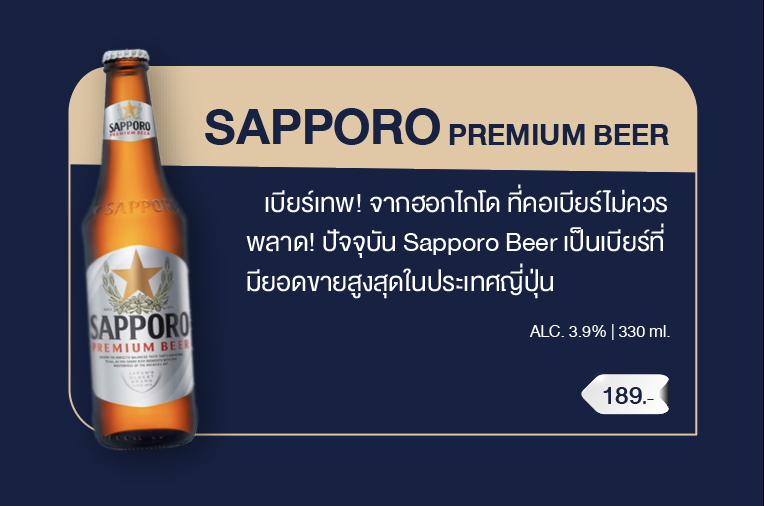 SAPPORO PREMIUM BEER
เบียร์เทพ! จากฮอกไกโด ที่คอเบียร์ไม่ควร
พลาด! ปัจจุบัน Sapporo Beer เป็นเบียร์ที่
มียอดขายสูงสุดในประเทศญี่ปุ่น
ALC. 3.9% | 330 ml.
189.-
SAPPORO
PREMIUM BEER
SAPPORO
SAPPORO
PREMIUM BEER
JAPAN'S
OLDEST
BRAND